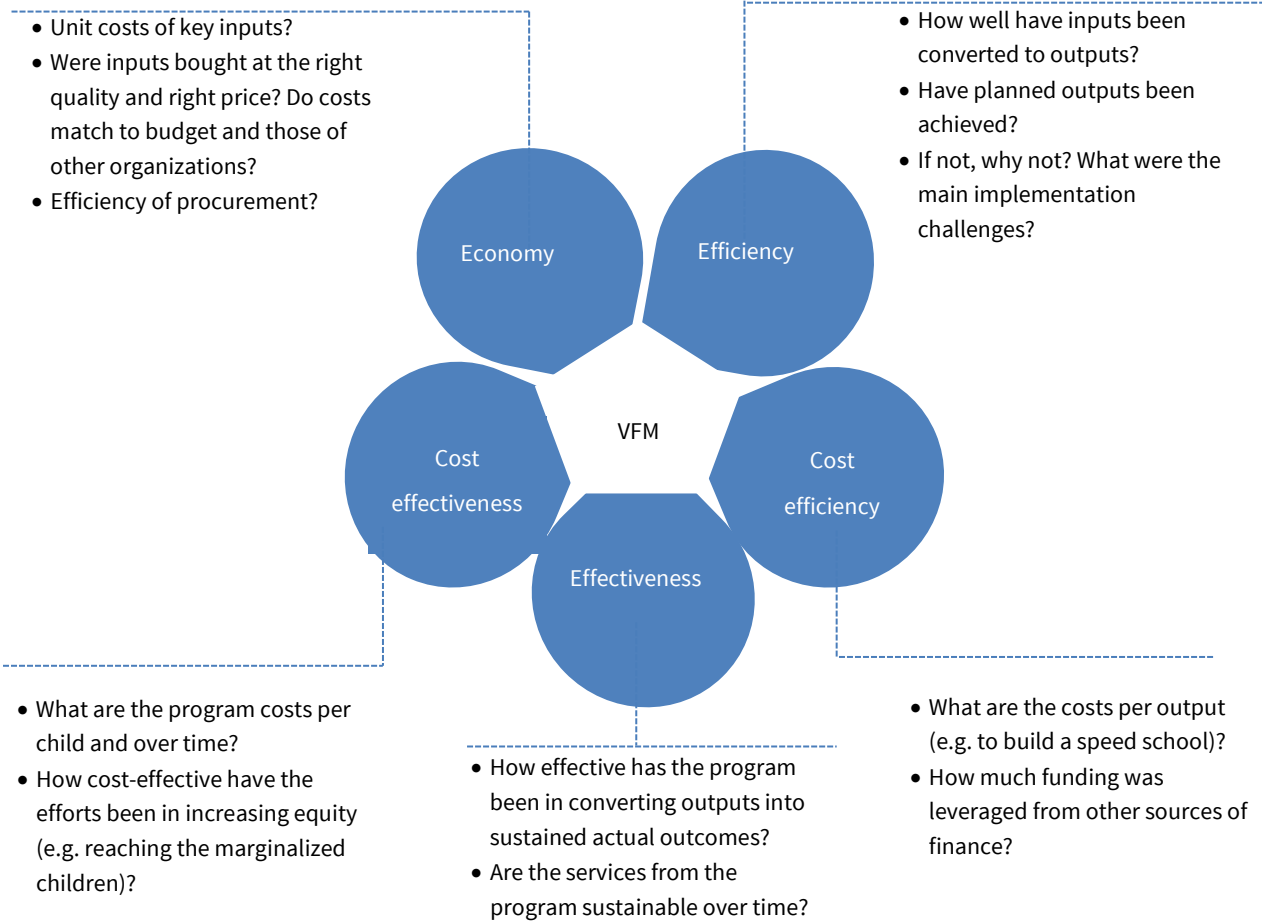 • Unit costs of key inputs?
• Were inputs bought at the right
quality and right price? Do costs
match to budget and those of
other organizations?
• Efficiency of procurement?
• How well have inputs been
converted to outputs?
• Have planned outputs been
achieved?
• If not, why not? What were the
main implementation
challenges?
Economy
Efficiency
VFM
Cost
effectiveness
Cost
efficiency
Effectiveness
• What are the program costs per
child and over time?
• How cost-effective have the
efforts been in increasing equity
(e.g. reaching the marginalized
children)?
• How effective has the program
been in converting outputs into
sustained actual outcomes?
• Are the services from the
program sustainable over time?
• What are the costs per output
(e.g. to build a speed school)?
• How much funding was
leveraged from other sources of
finance?